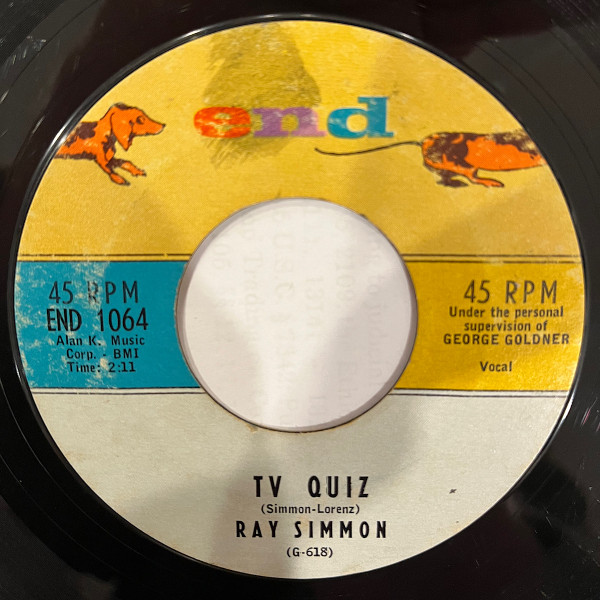 end
45 RPM
END 1064
Alan K. Music
Corp. - BMI
Time: 2:11
45 RPM
Under the personal
supervision of
GEORGE GOLDNER
Vocal
TV QUIZ
(Simmon-Lorenz)
RAY SIMMON
(G-618)